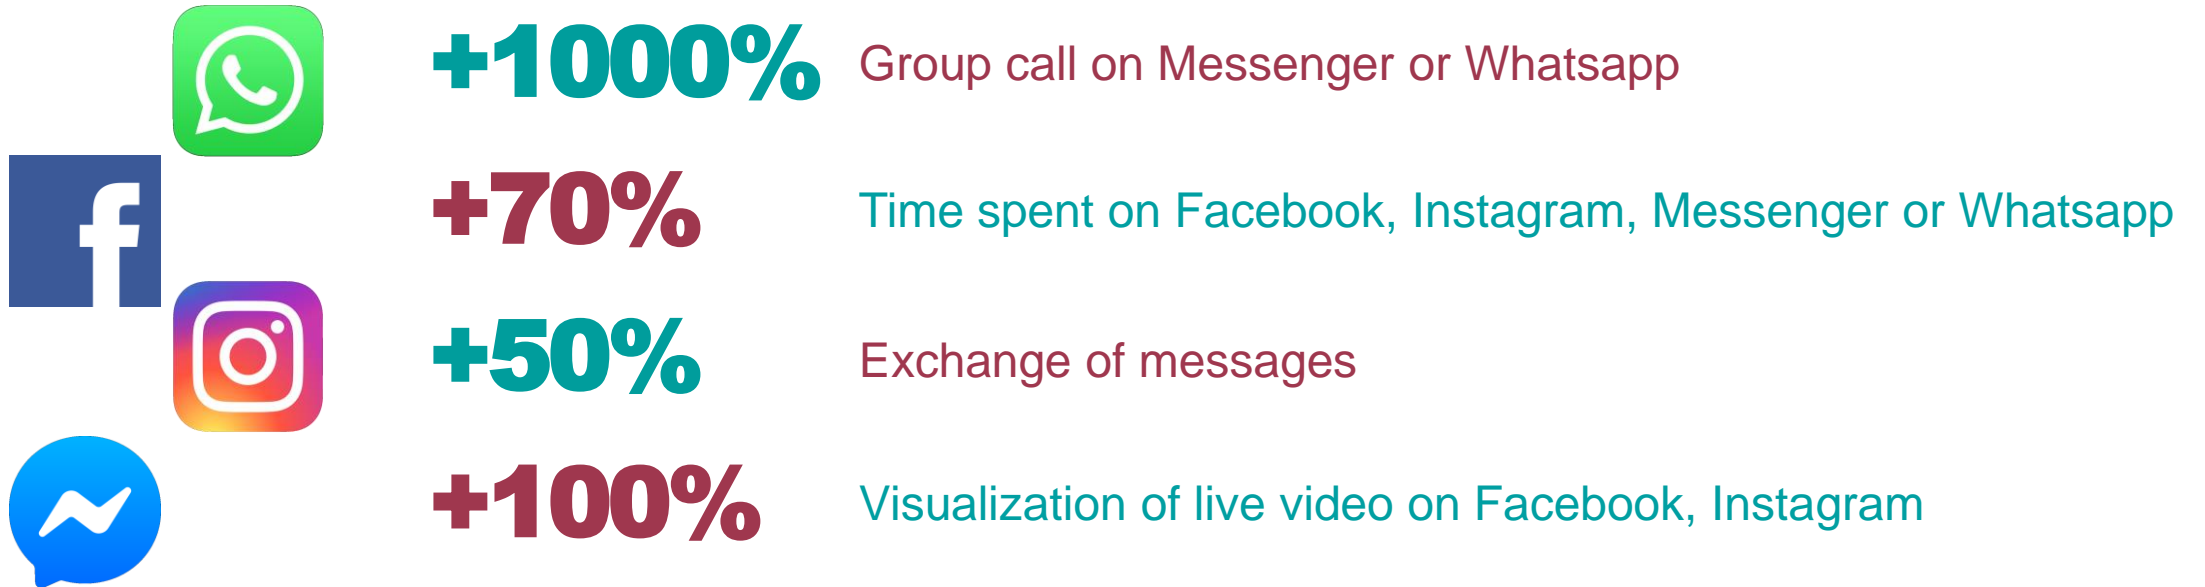 +1000% Group call on Messenger or Whatsapp
+70% Time spent on Facebook, Instagram, Messenger or Whatsapp
+50% Exchange of messages
+100% Visualization of live video on Facebook, Instagram